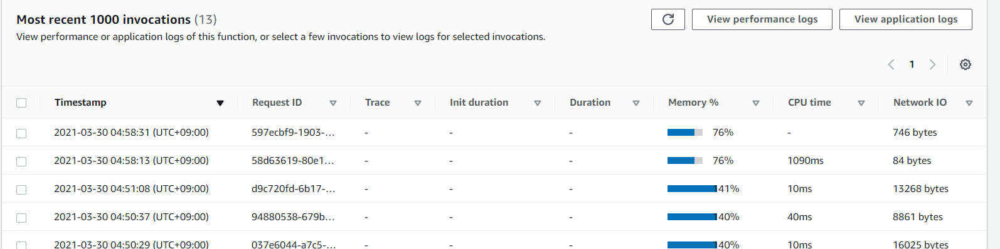 Most recent 1000 invocations (13)
View performance logs
View application logs
View performance or application logs of this function, or select a few invocations to view logs for selected invocations.
1
Timestamp Request ID Trace Init duration Duration Memory % CPU time Network IO
2021-03-30 04:58:31 (UTC+09:00) 597ecbf9-1903-... - - - 76% - 746 bytes
2021-03-30 04:58:13 (UTC+09:00) 58d63619-80e1... - - - 76% 1090ms 84 bytes
2021-03-30 04:51:08 (UTC+09:00) d9c720fd-6b17-... - - - 141% 10ms 13268 bytes
2021-03-30 04:50:37 (UTC+09:00) 94880538-679b... - - - 140% 40ms 8861 bytes
2021-03-30 04:50:29 (UTC+09:00) 037e6044-a7c5-... - - - 140% 10ms 16025 bytes